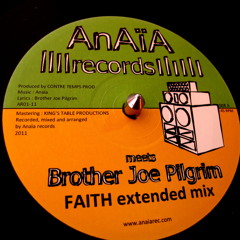 AnAïA
records
Produced by CONTRE TEMPS PROD.
Music : Anaïa
Lyrics : Brother Joe Pilgrim
AR01-11
Mastering : KING'S TABLE PRODUCTIONS
Recorded, mixed and arranged
by Anaïa records
2011
meets
Brother Joe Pilgrim
FAITH extended mix
www.anaiarec.com